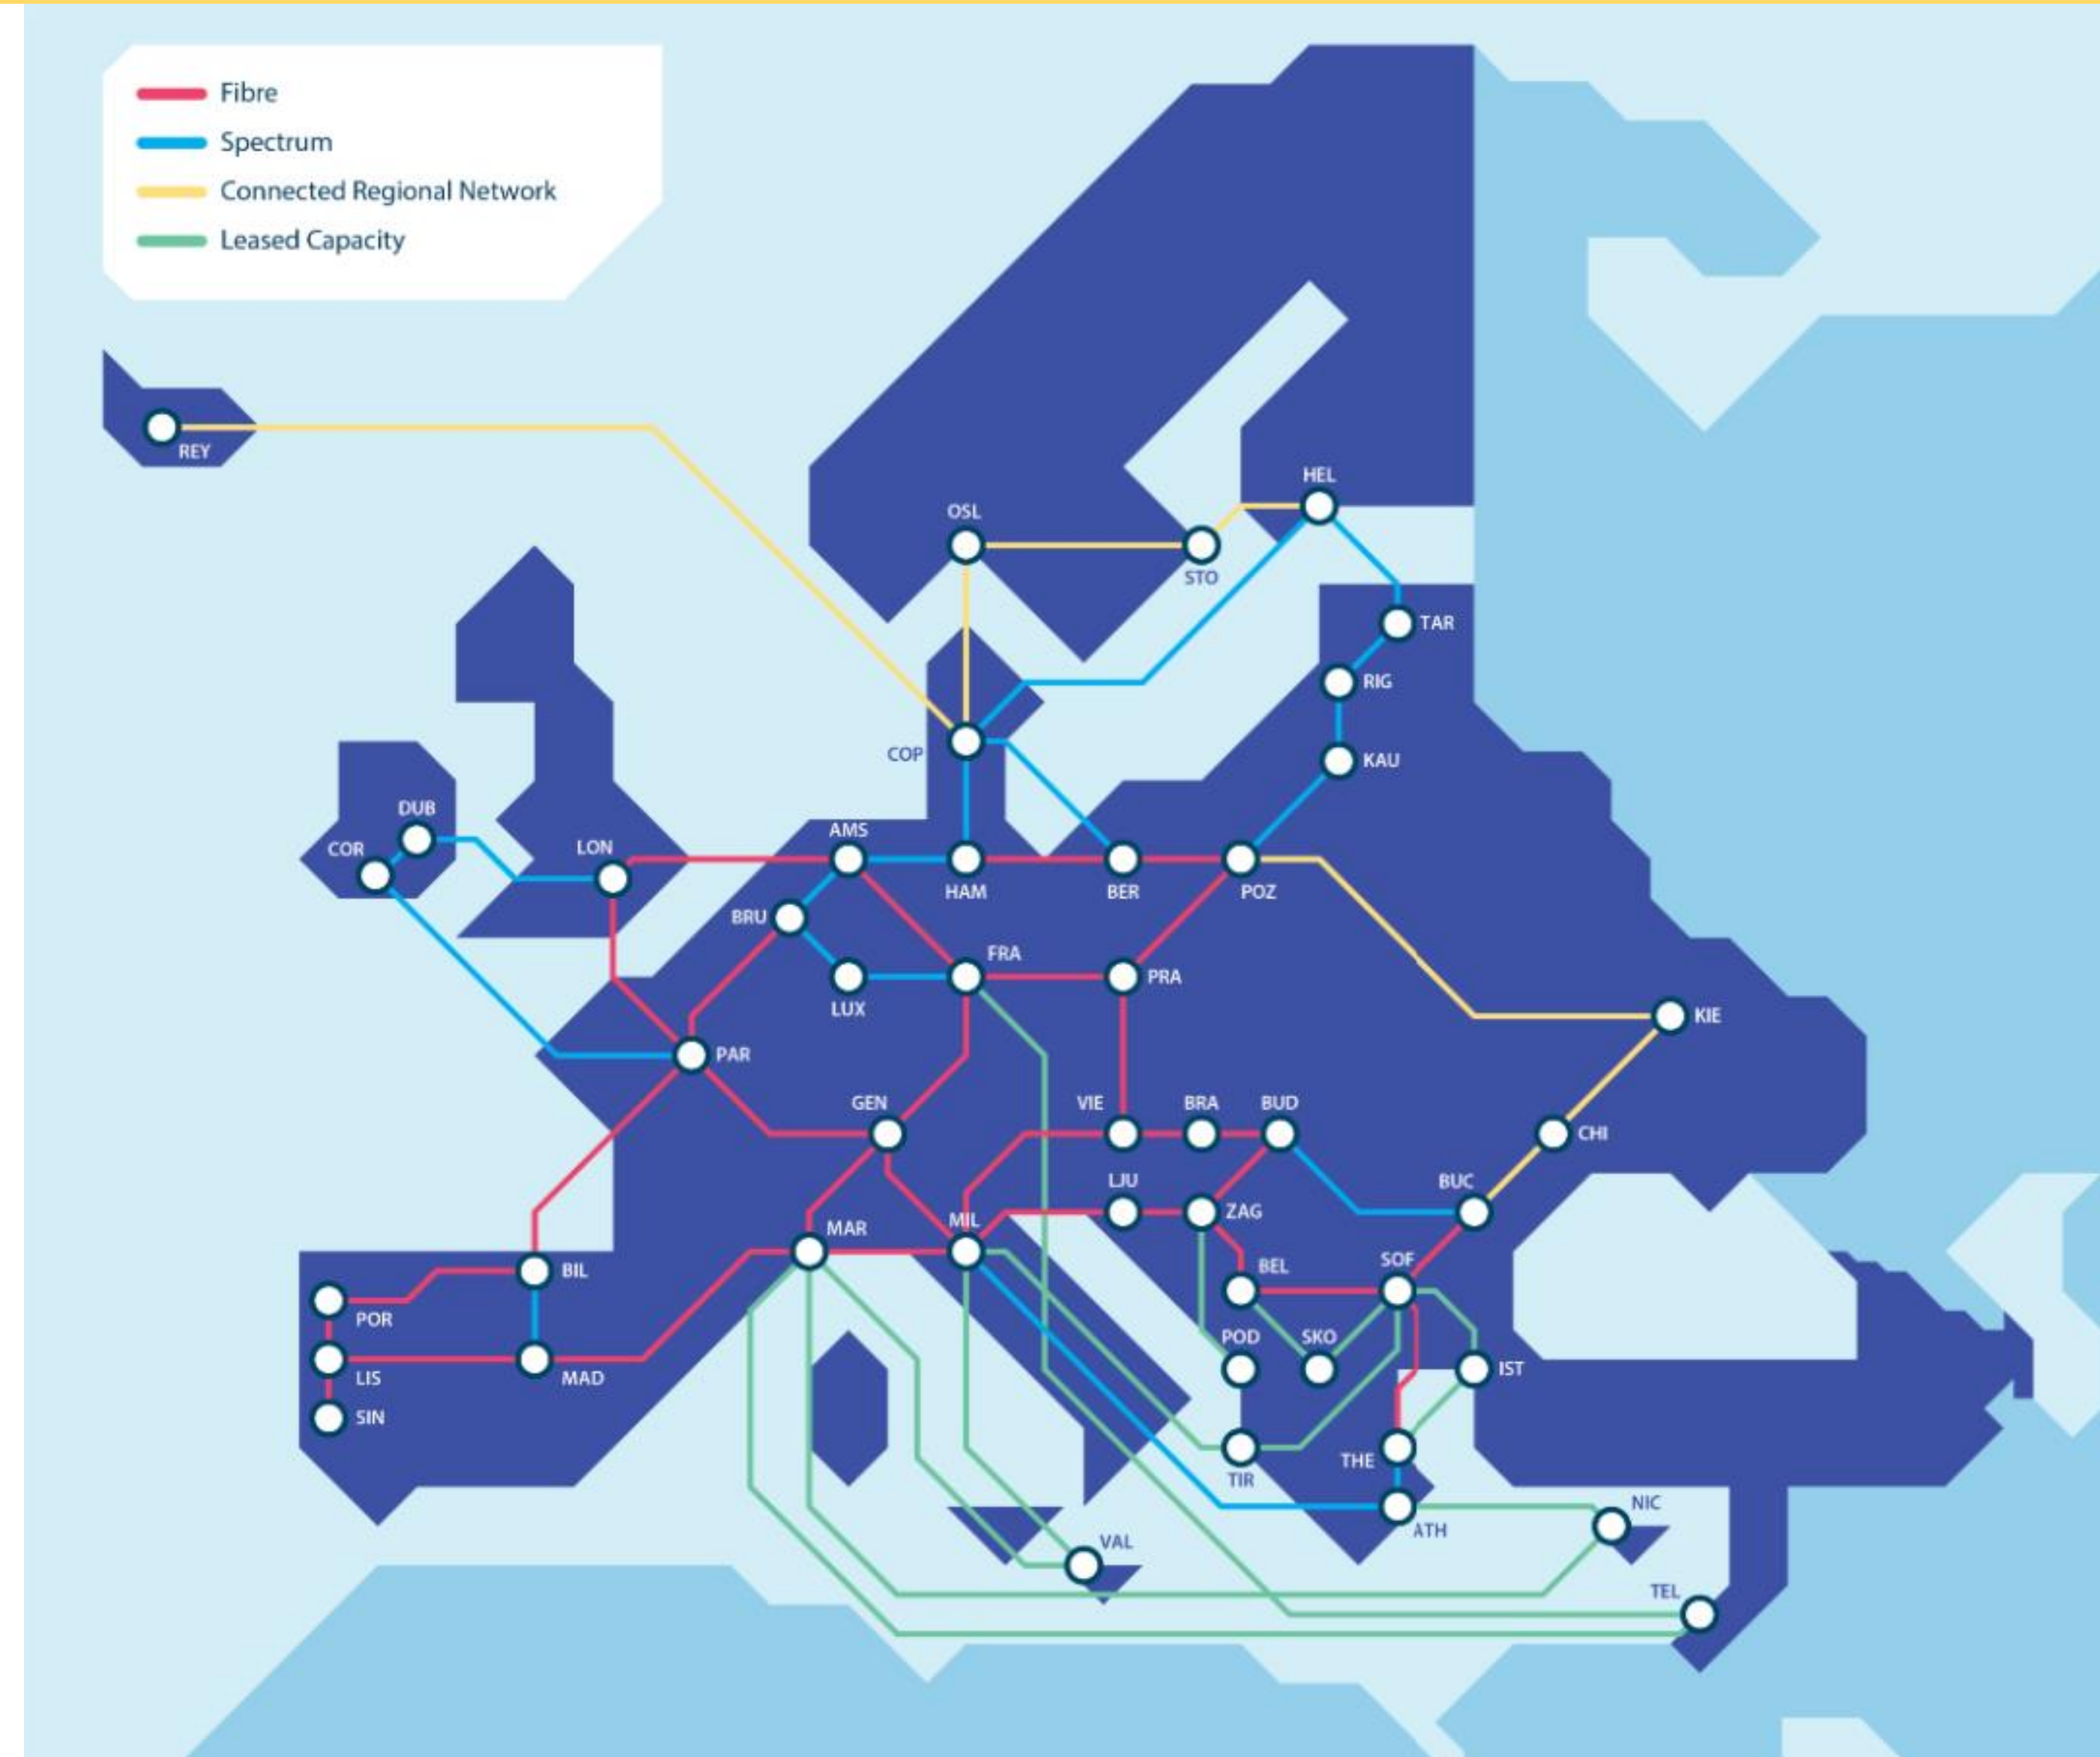 Fibre
Spectrum
Connected Regional Network
Leased Capacity
REY
HEL
OSL
STO
TAR
RIG
COP
KAU
DUB
AMS
COR
LON
HAM
BER
POZ
BRU
FRA
PRA
LUX
KIE
PAR
GEN
VIE
BRA
BUD
CHI
LJU
BUC
ZAG
MAR
MIL
BIL
BEL
SOF
POR
POD
SKO
IST
LIS
MAD
SIN
THE
TIR
NIC
ATH
VAL
TEL